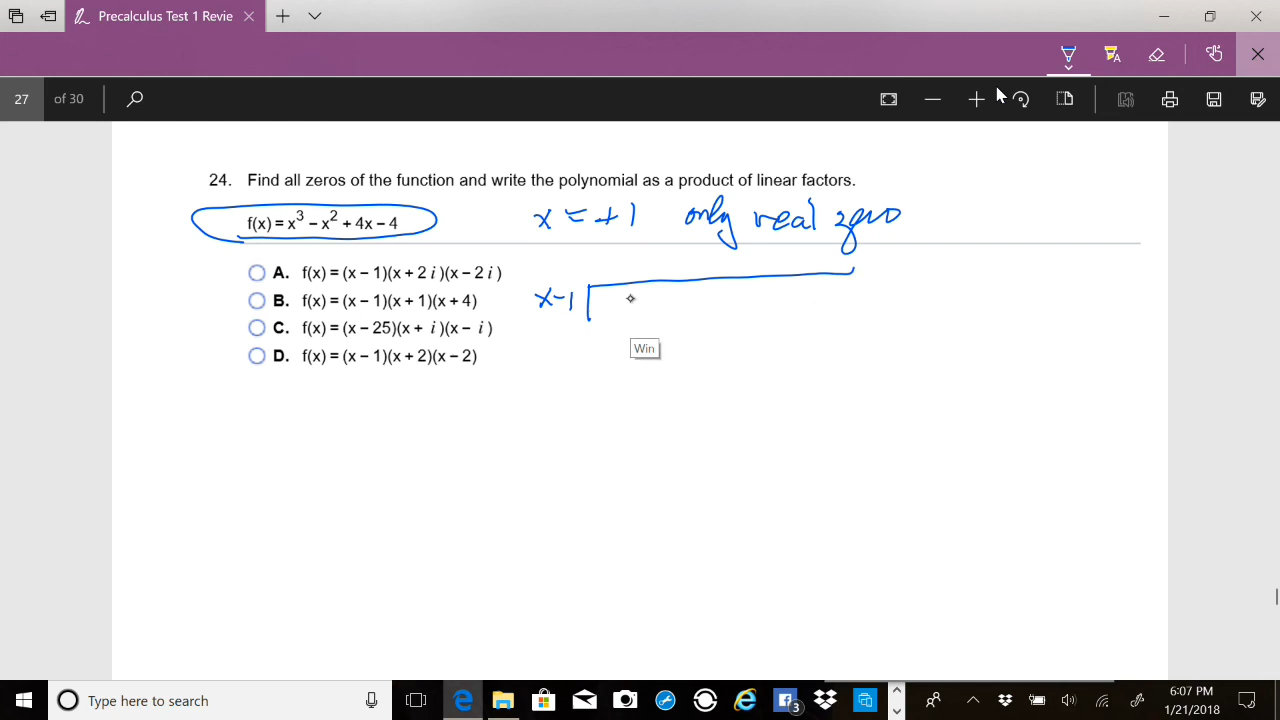 Precalculus Test 1 Revie
27 of 30
24. Find all zeros of the function and write the polynomial as a product of linear factors.
f(x) = x³ − x² + 4x − 4
x = +1 only real zero
A. f(x) = (x − 1)(x + 2 i )(x − 2 i )
B. f(x) = (x − 1)(x + 1)(x + 4)
x-1
C. f(x) = (x − 25)(x + i )(x − i )
D. f(x) = (x − 1)(x + 2)(x − 2)
Win
Type here to search
3
6:07 PM
1/21/2018